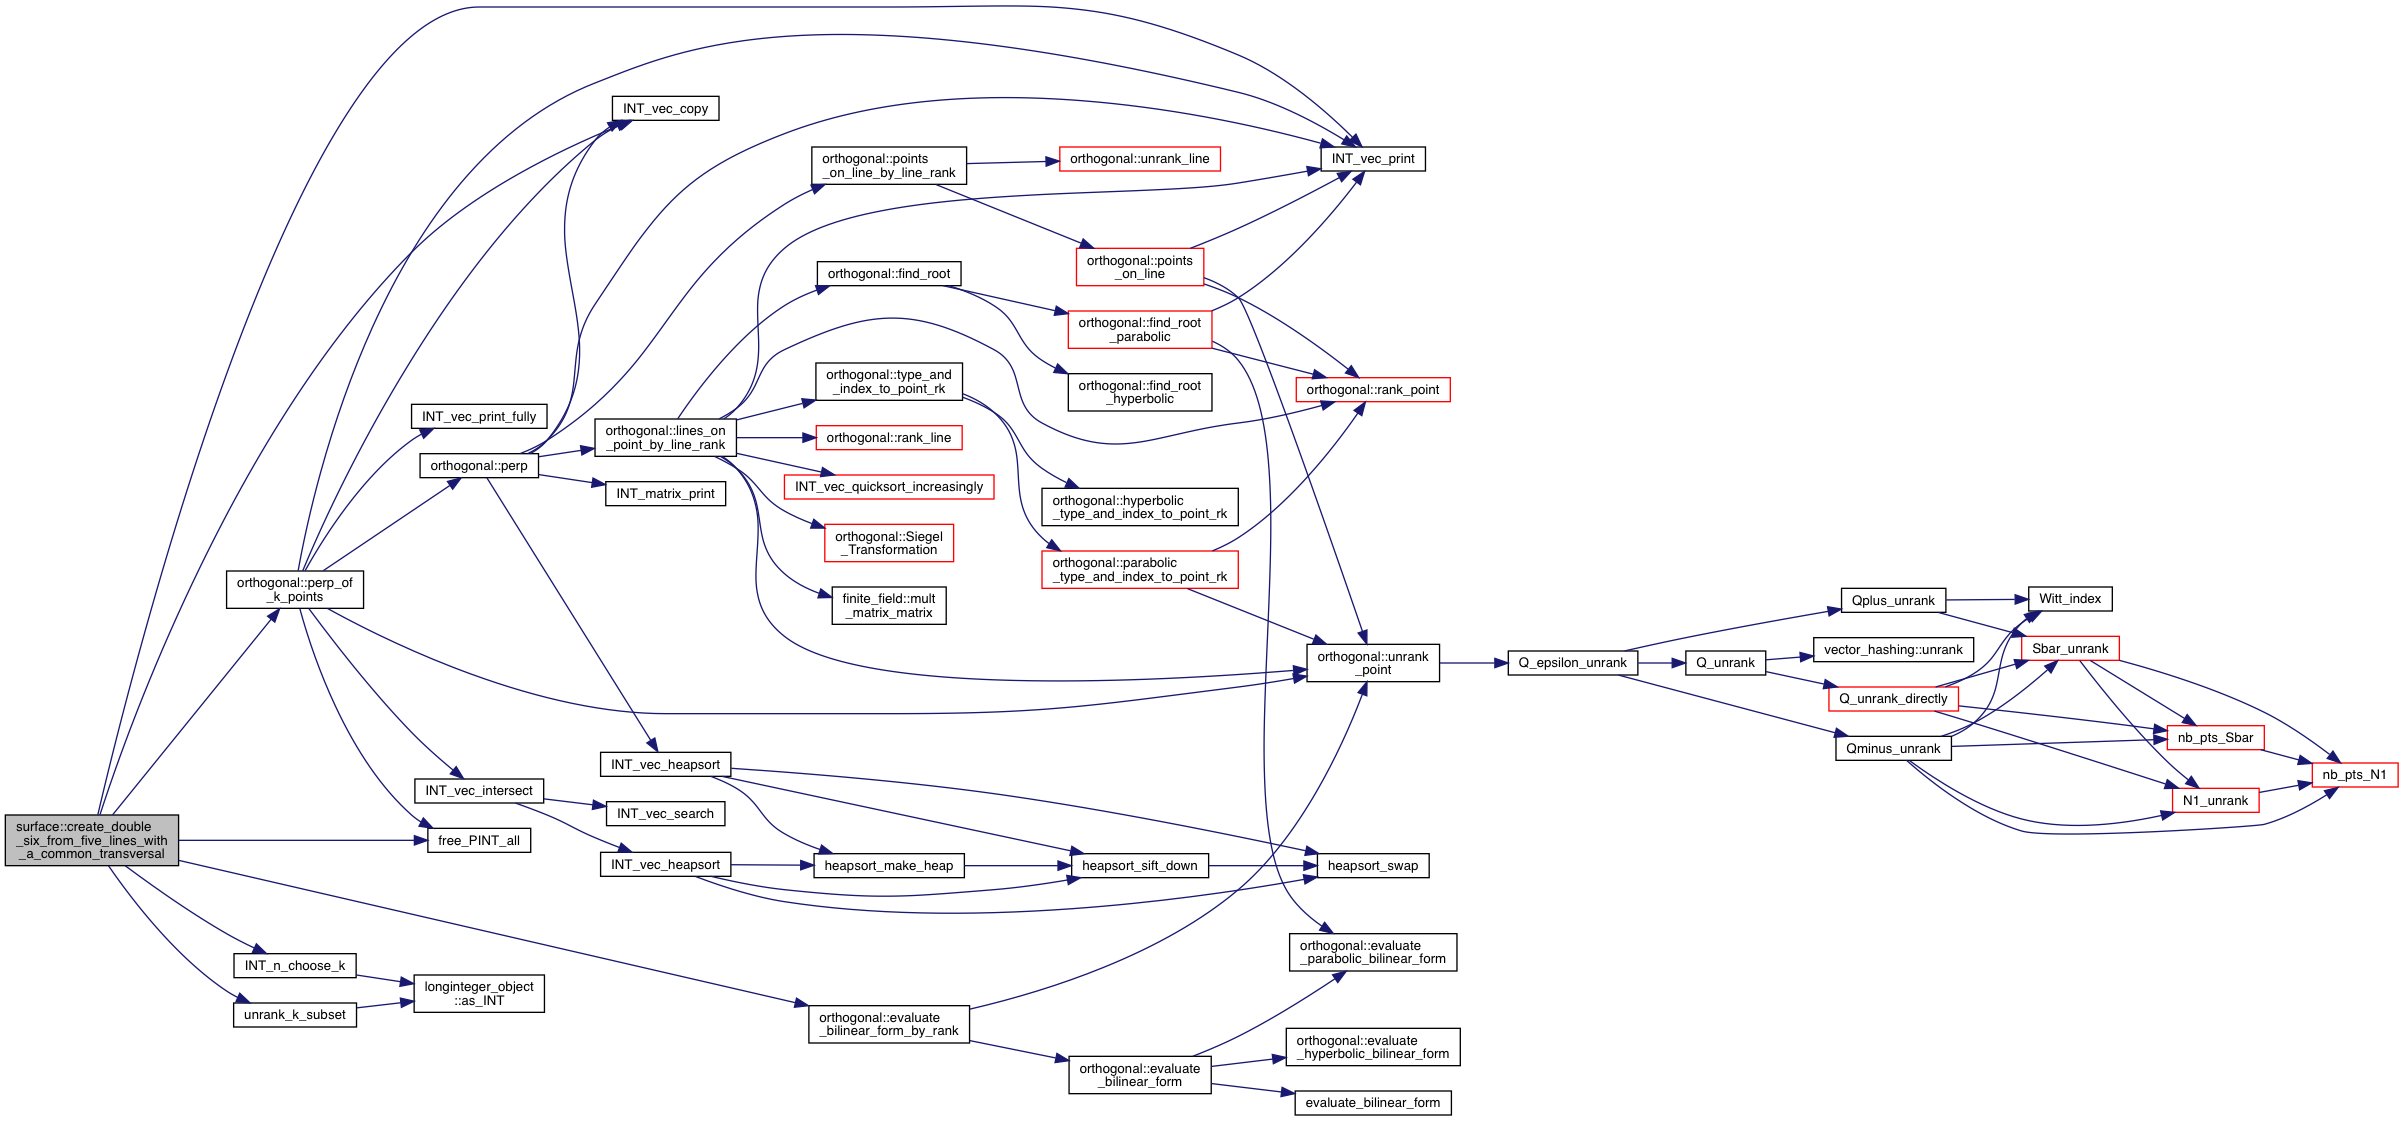 surface::create_double
_six_from_five_lines_with
_a_common_transversal
orthogonal::perp_of
_k_points
INT_n_choose_k
unrank_k_subset
INT_vec_print_fully
orthogonal::perp
INT_vec_intersect
free_PINT_all
longinteger_object
::as_INT
INT_vec_copy
orthogonal::lines_on
_point_by_line_rank
INT_matrix_print
INT_vec_heapsort
INT_vec_search
INT_vec_heapsort
orthogonal::points
_on_line_by_line_rank
orthogonal::find_root
orthogonal::type_and
_index_to_point_rk
orthogonal::rank_line
INT_vec_quicksort_increasingly
orthogonal::Siegel
_Transformation
finite_field::mult
_matrix_matrix
heapsort_make_heap
orthogonal::evaluate
_bilinear_form_by_rank
orthogonal::unrank_line
orthogonal::points
_on_line
orthogonal::find_root
_parabolic
orthogonal::find_root
_hyperbolic
orthogonal::hyperbolic
_type_and_index_to_point_rk
orthogonal::parabolic
_type_and_index_to_point_rk
heapsort_sift_down
orthogonal::evaluate
_bilinear_form
INT_vec_print
orthogonal::rank_point
orthogonal::unrank
_point
heapsort_swap
orthogonal::evaluate
_parabolic_bilinear_form
orthogonal::evaluate
_hyperbolic_bilinear_form
evaluate_bilinear_form
Q_epsilon_unrank
Q_unrank
Qplus_unrank
vector_hashing::unrank
Q_unrank_directly
Qminus_unrank
Witt_index
Sbar_unrank
nb_pts_Sbar
N1_unrank
nb_pts_N1